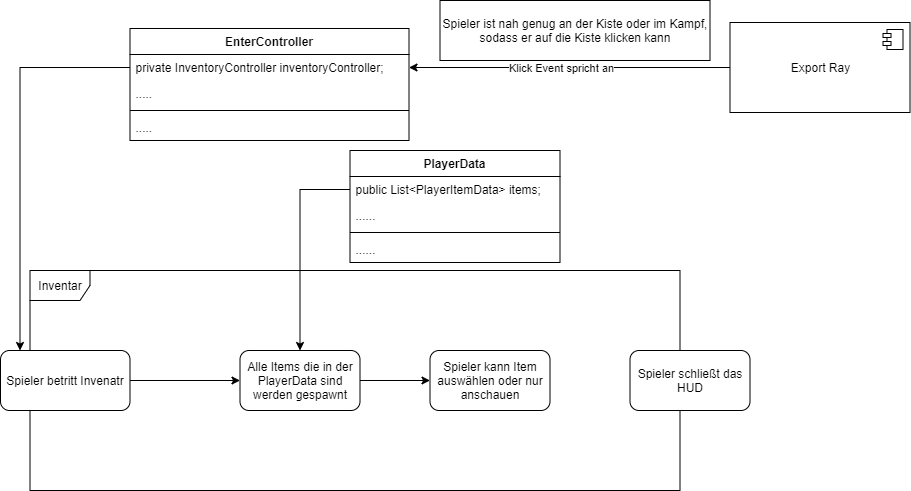 Spieler ist nah genug an der Kiste oder im Kampf,
sodass er auf die Kiste klicken kann
EnterController
private InventoryController inventoryController;
.....
.....
Klick Event spricht an
Export Ray
PlayerData
public List<PlayerItemData> items;
......
......
Inventar
Spieler betritt Invenatr
Alle Items die in der
PlayerData sind
werden gespawnt
Spieler kann Item
auswählen oder nur
anschauen
Spieler schließt das
HUD